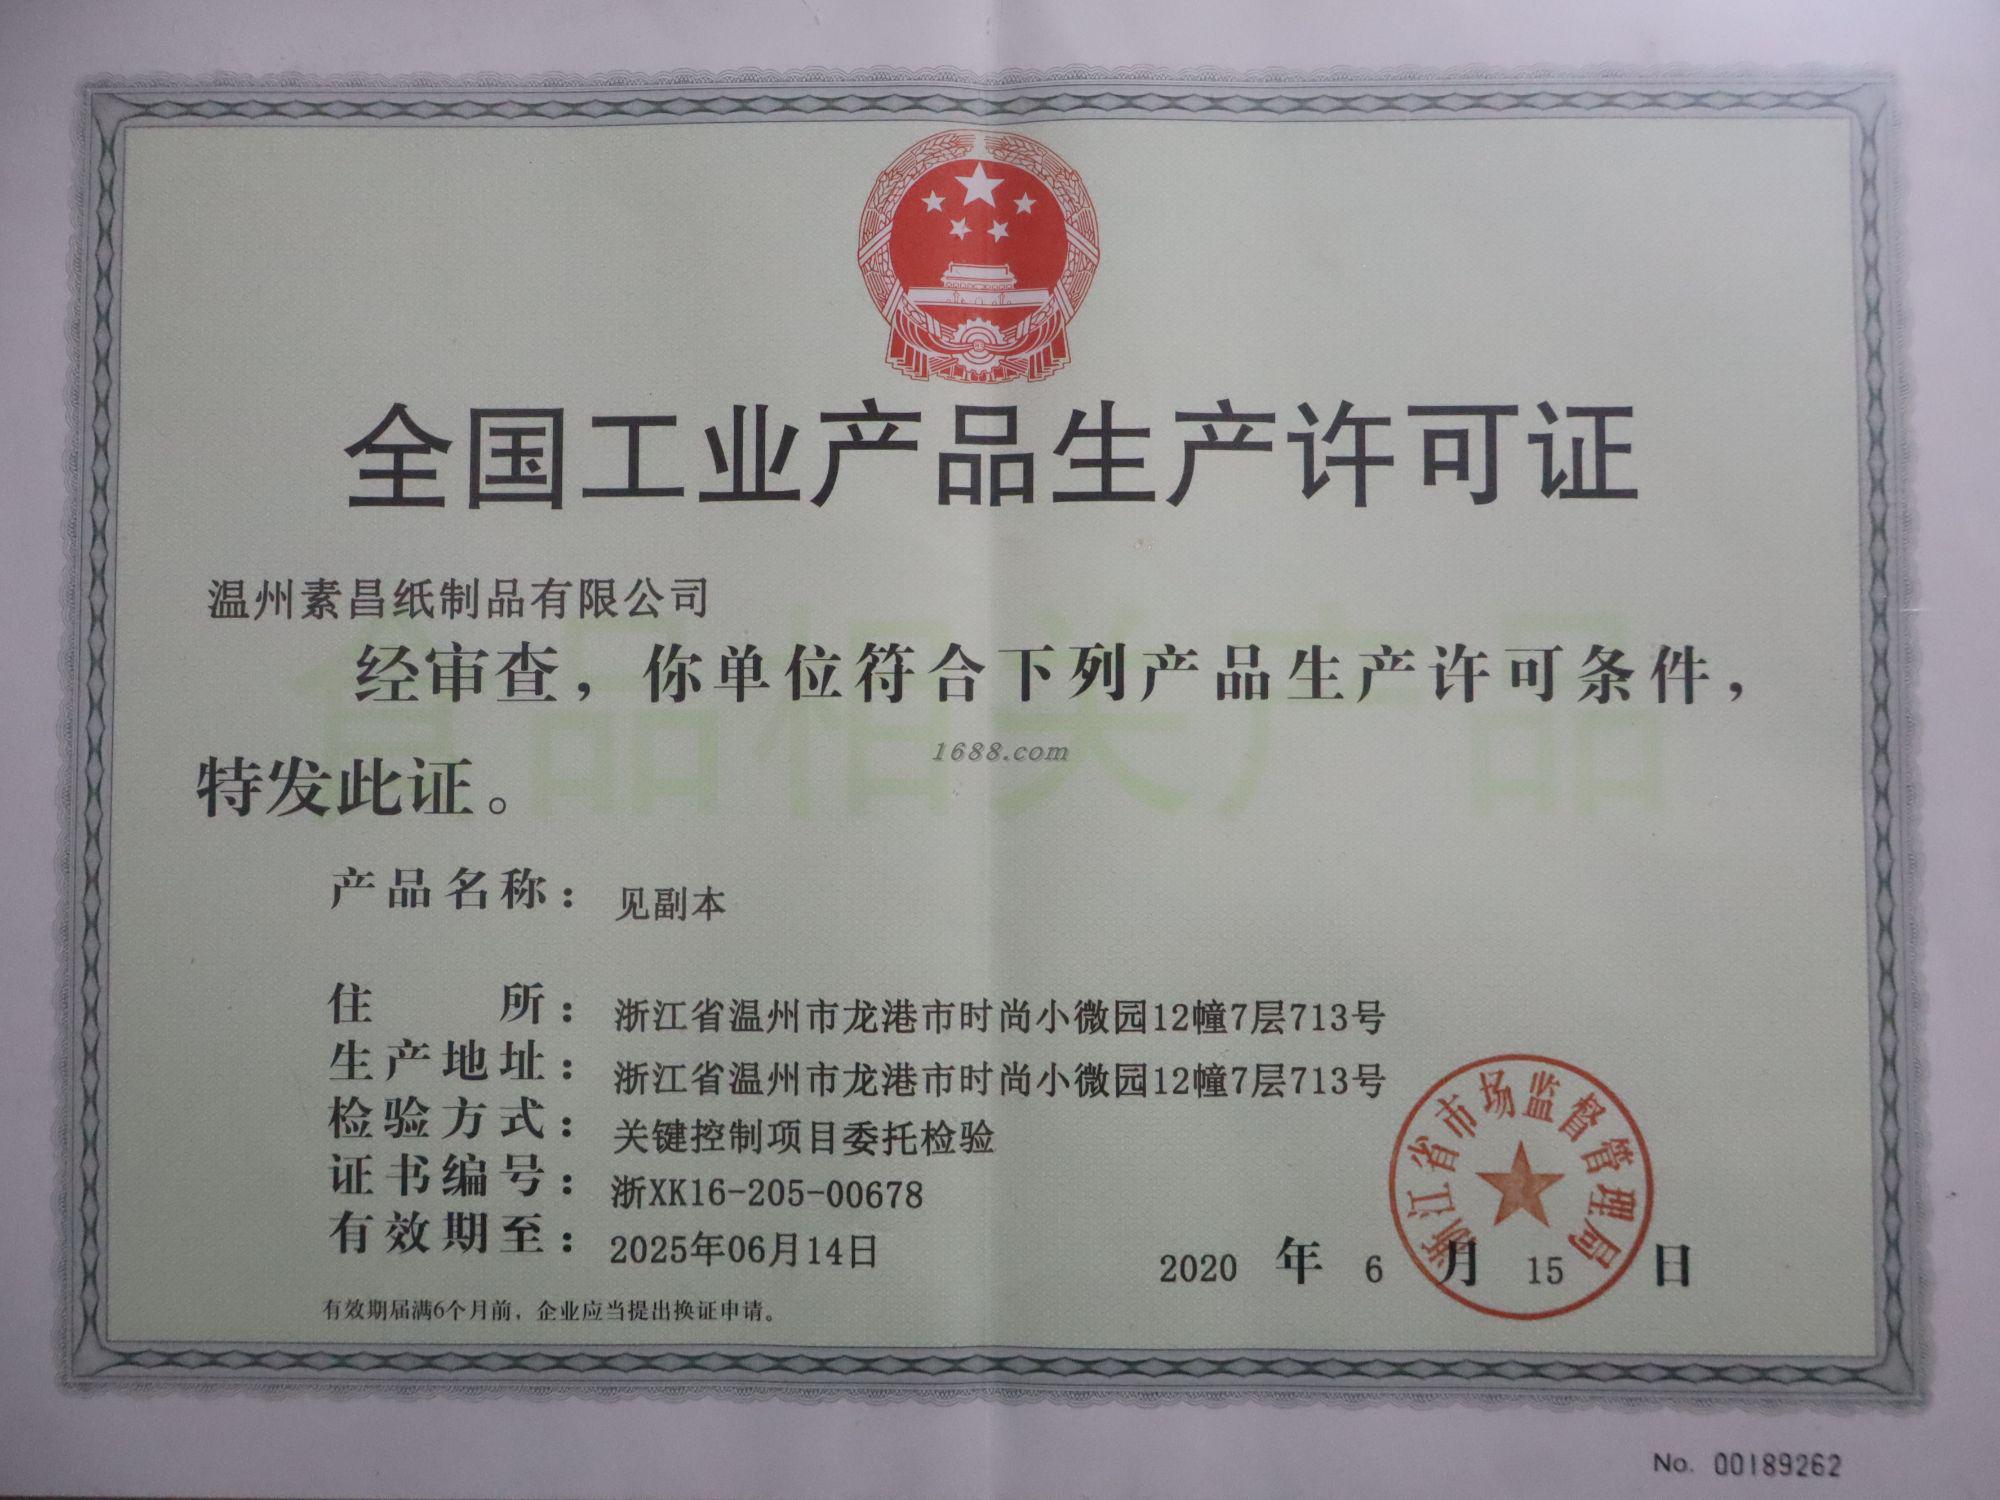 全国工业产品生产许可证
温州素昌纸制品有限公司
食品相关产品
经审查，你单位符合下列产品生产许可条件，
1688.com
特发此证。
产品名称：见副本
住所：浙江省温州市龙港市时尚小微园12幢7层713号
生产地址：浙江省温州市龙港市时尚小微园12幢7层713号
检验方式：关键控制项目委托检验
证书编号：浙XK16-205-00678
有效期至：2025年06月14日
浙江省市场监督管理局
2020 年 6 月 15 日
有效期届满6个月前，企业应当提出换证申请。
No. 00189262